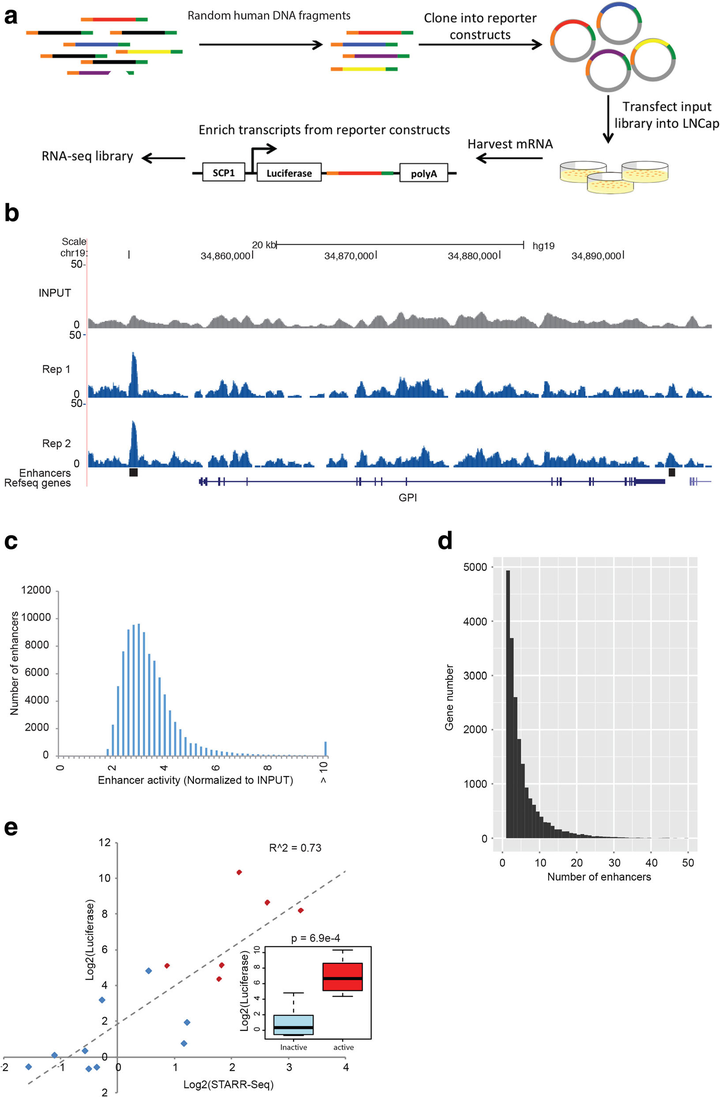 a
Random human DNA fragments
Clone into reporter
constructs
Transfect input
library into LNCap
Harvest mRNA
Enrich transcripts from reporter constructs
RNA-seq library
SCP1
Luciferase
polyA
b
Scale
chr19:
20 kb
hg19
34,860,000
34,870,000
34,880,000
34,890,000
50
INPUT
0
50
Rep 1
0
50
Rep 2
0
Enhancers
Refseq genes
GPI
c
Number of enhancers
12000
10000
8000
6000
4000
2000
0
0
2
4
6
8
> 10
Enhancer activity (Normalized to INPUT)
d
Gene number
5000
4000
3000
2000
1000
0
0
10
20
30
40
50
Number of enhancers
e
R^2 = 0.73
Log2(Luciferase)
12
10
8
6
4
2
0
2
-2
-1
0
1
2
3
4
Log2(STARR-Seq)
p = 6.9e-4
Log2(Luciferase)
10
8
6
4
2
0
Inactive
active